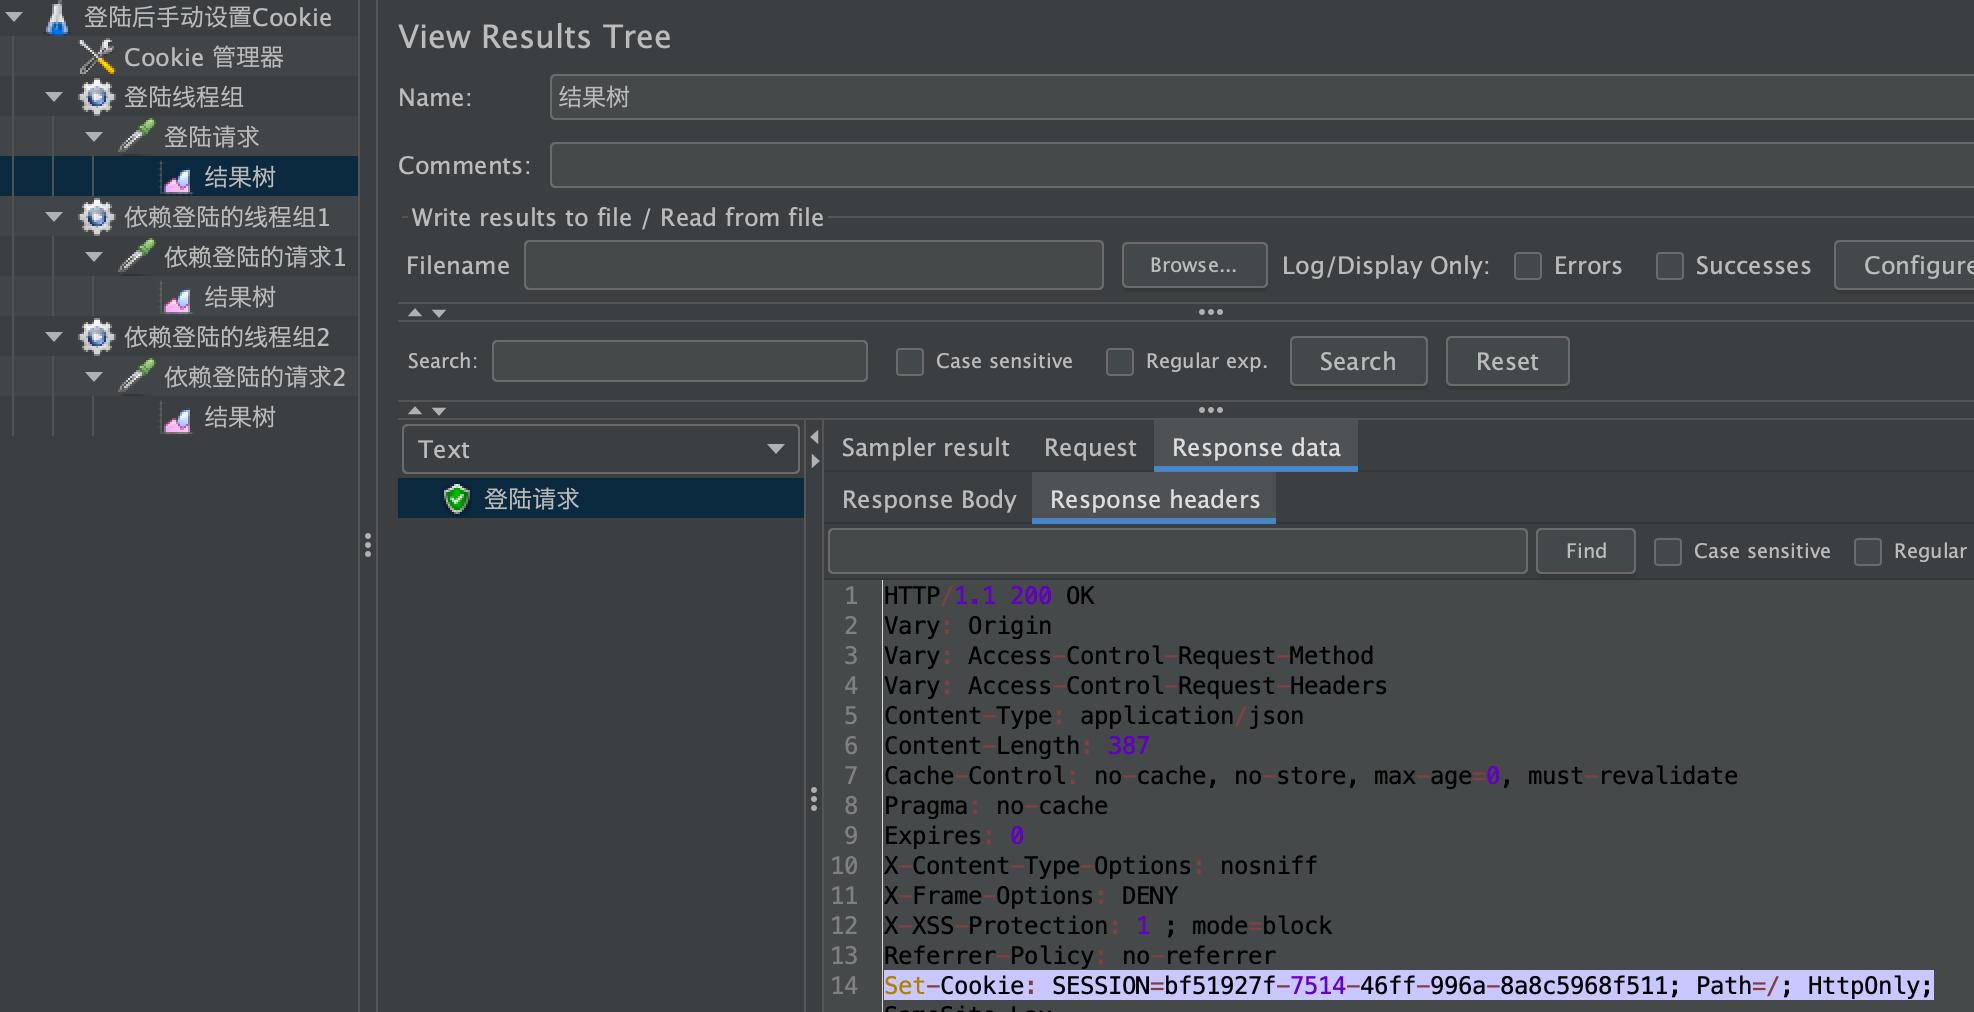 登陆后手动设置Cookie
Cookie 管理器
登陆线程组
登陆请求
结果树
依赖登陆的线程组1
依赖登陆的请求1
结果树
依赖登陆的线程组2
依赖登陆的请求2
结果树
View Results Tree
Name: 结果树
Comments:
Write results to file / Read from file
Filename Browse... Log/Display Only: Errors Successes Configure
Search: Case sensitive Regular exp. Search Reset
Text
登陆请求
Sampler result Request Response data
Response Body Response headers
Find Case sensitive Regular
1 HTTP/1.1 200 OK
2 Vary: Origin
3 Vary: Access-Control-Request-Method
4 Vary: Access-Control-Request-Headers
5 Content-Type: application/json
6 Content-Length: 387
7 Cache-Control: no-cache, no-store, max-age=0, must-revalidate
8 Pragma: no-cache
9 Expires: 0
10 X-Content-Type-Options: nosniff
11 X-Frame-Options: DENY
12 X-XSS-Protection: 1 ; mode=block
13 Referrer-Policy: no-referrer
14 Set-Cookie: SESSION=bf51927f-7514-46ff-996a-8a8c5968f511; Path=/; HttpOnly;